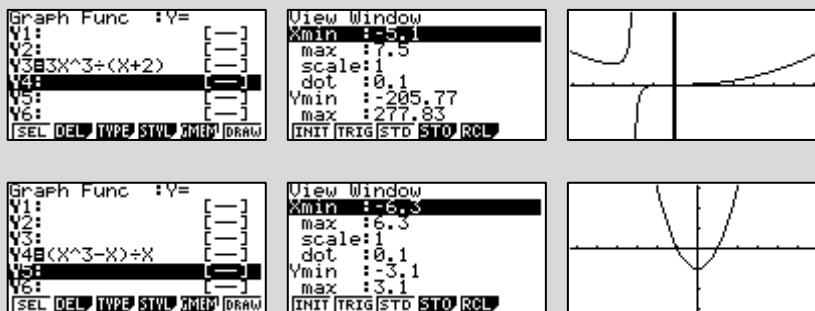 Graph Func :Y=
Y1: [—]
Y2: [—]
Y3⊟3X^3÷(X+2) [—]
Y4: [—]
Y5: [—]
Y6: [—]
SEL DEL TYPE STYL GMEM DRAW
View Window
Xmin :-5.1
max :7.5
scale:1
dot :0.1
Ymin :-205.77
max :277.83
INIT TRIG STD STO RCL
Graph Func :Y=
Y1: [—]
Y2: [—]
Y3: [—]
Y4⊟(X^3-X)÷X [—]
Y5: [—]
Y6: [—]
SEL DEL TYPE STYL GMEM DRAW
View Window
Xmin :-6.3
max :6.3
scale:1
dot :0.1
Ymin :-3.1
max :3.1
INIT TRIG STD STO RCL